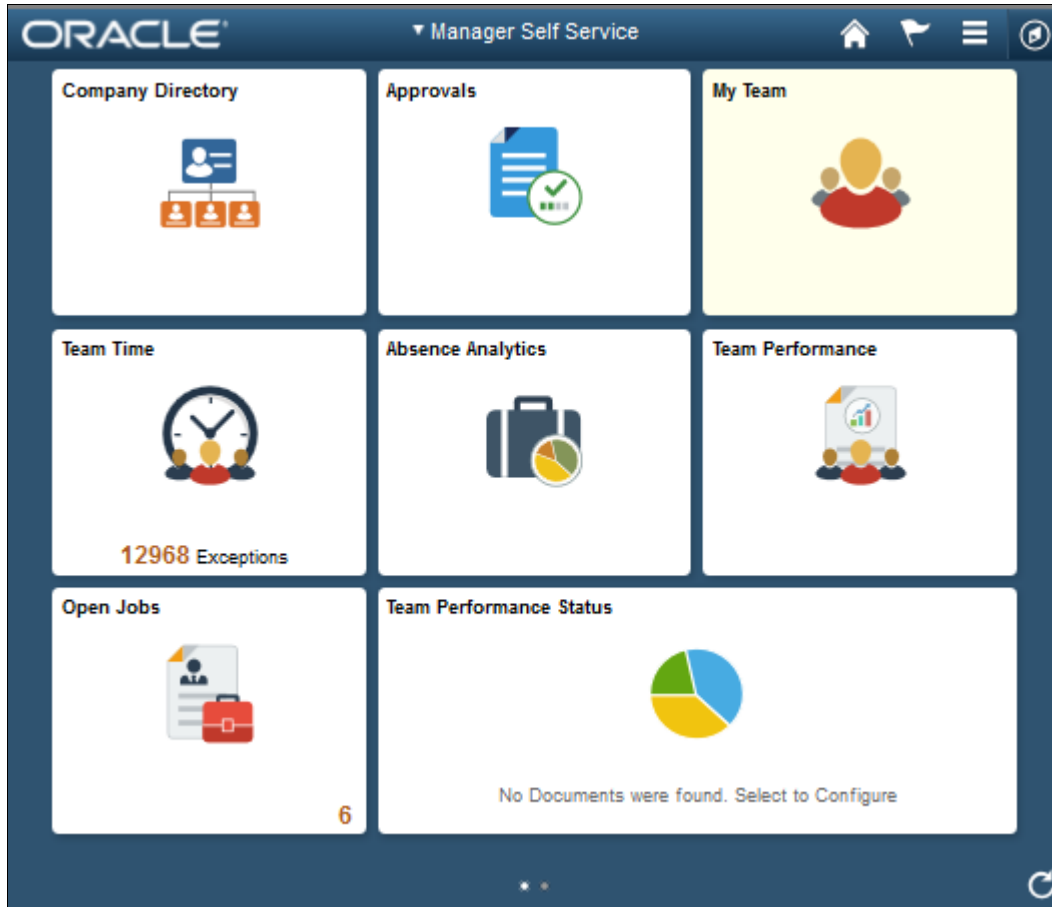 ORACLE
Manager Self Service
Company Directory
Approvals
My Team
Team Time
12968 Exceptions
Absence Analytics
Team Performance
Open Jobs
6
Team Performance Status
No Documents were found. Select to Configure